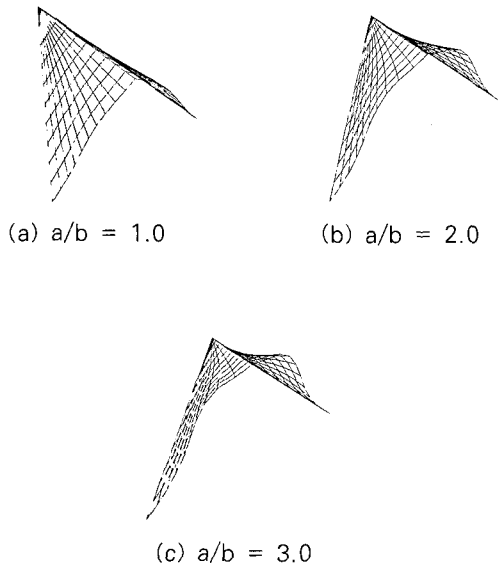 (a) a/b = 1.0
(b) a/b = 2.0
(c) a/b = 3.0